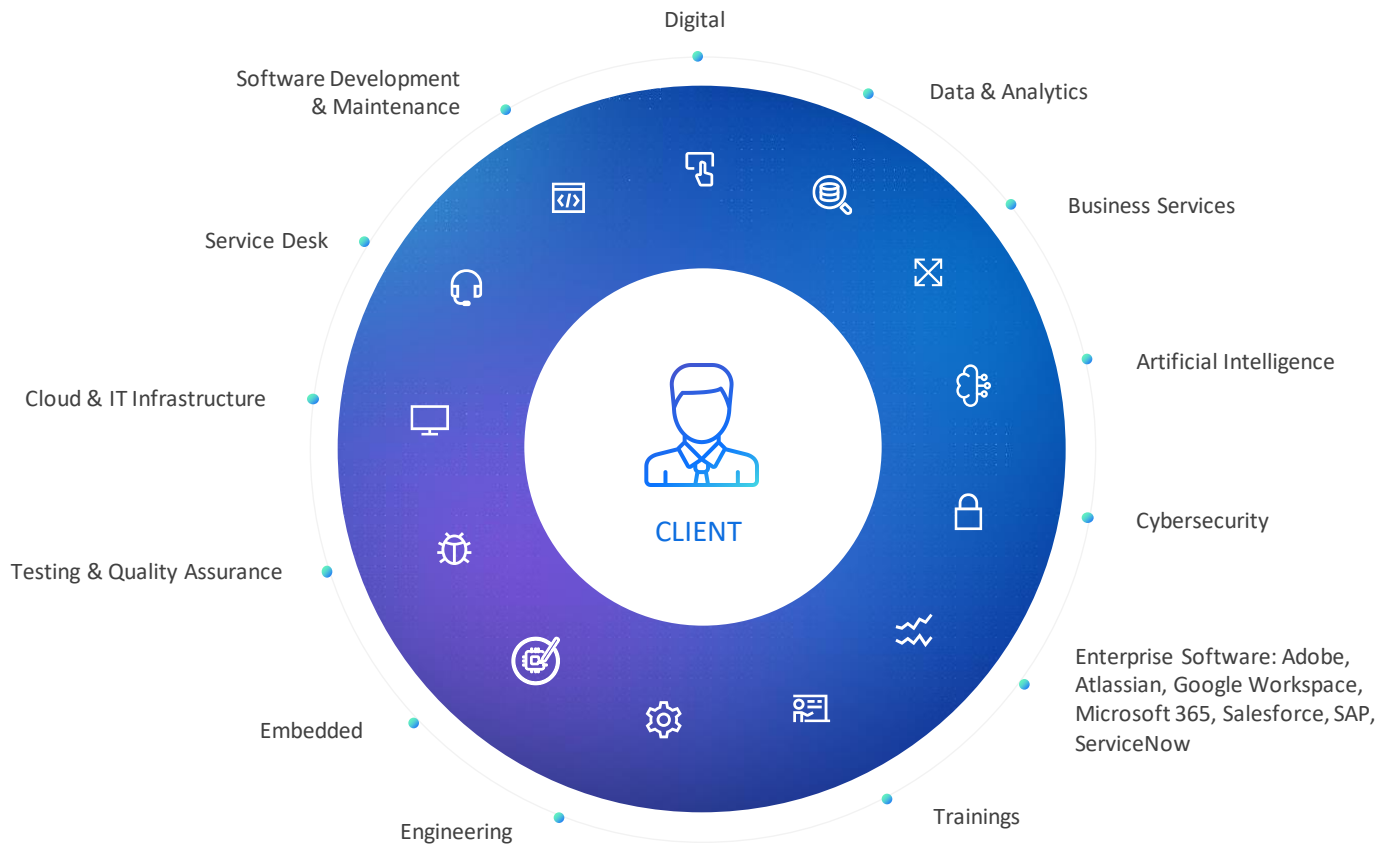 Digital
Software Development
& Maintenance
Data & Analytics
Business Services
Service Desk
Artificial Intelligence
Cloud & IT Infrastructure
CLIENT
Cybersecurity
Testing & Quality Assurance
Enterprise Software: Adobe,
Atlassian, Google Workspace,
Microsoft 365, Salesforce, SAP,
ServiceNow
Embedded
Trainings
Engineering